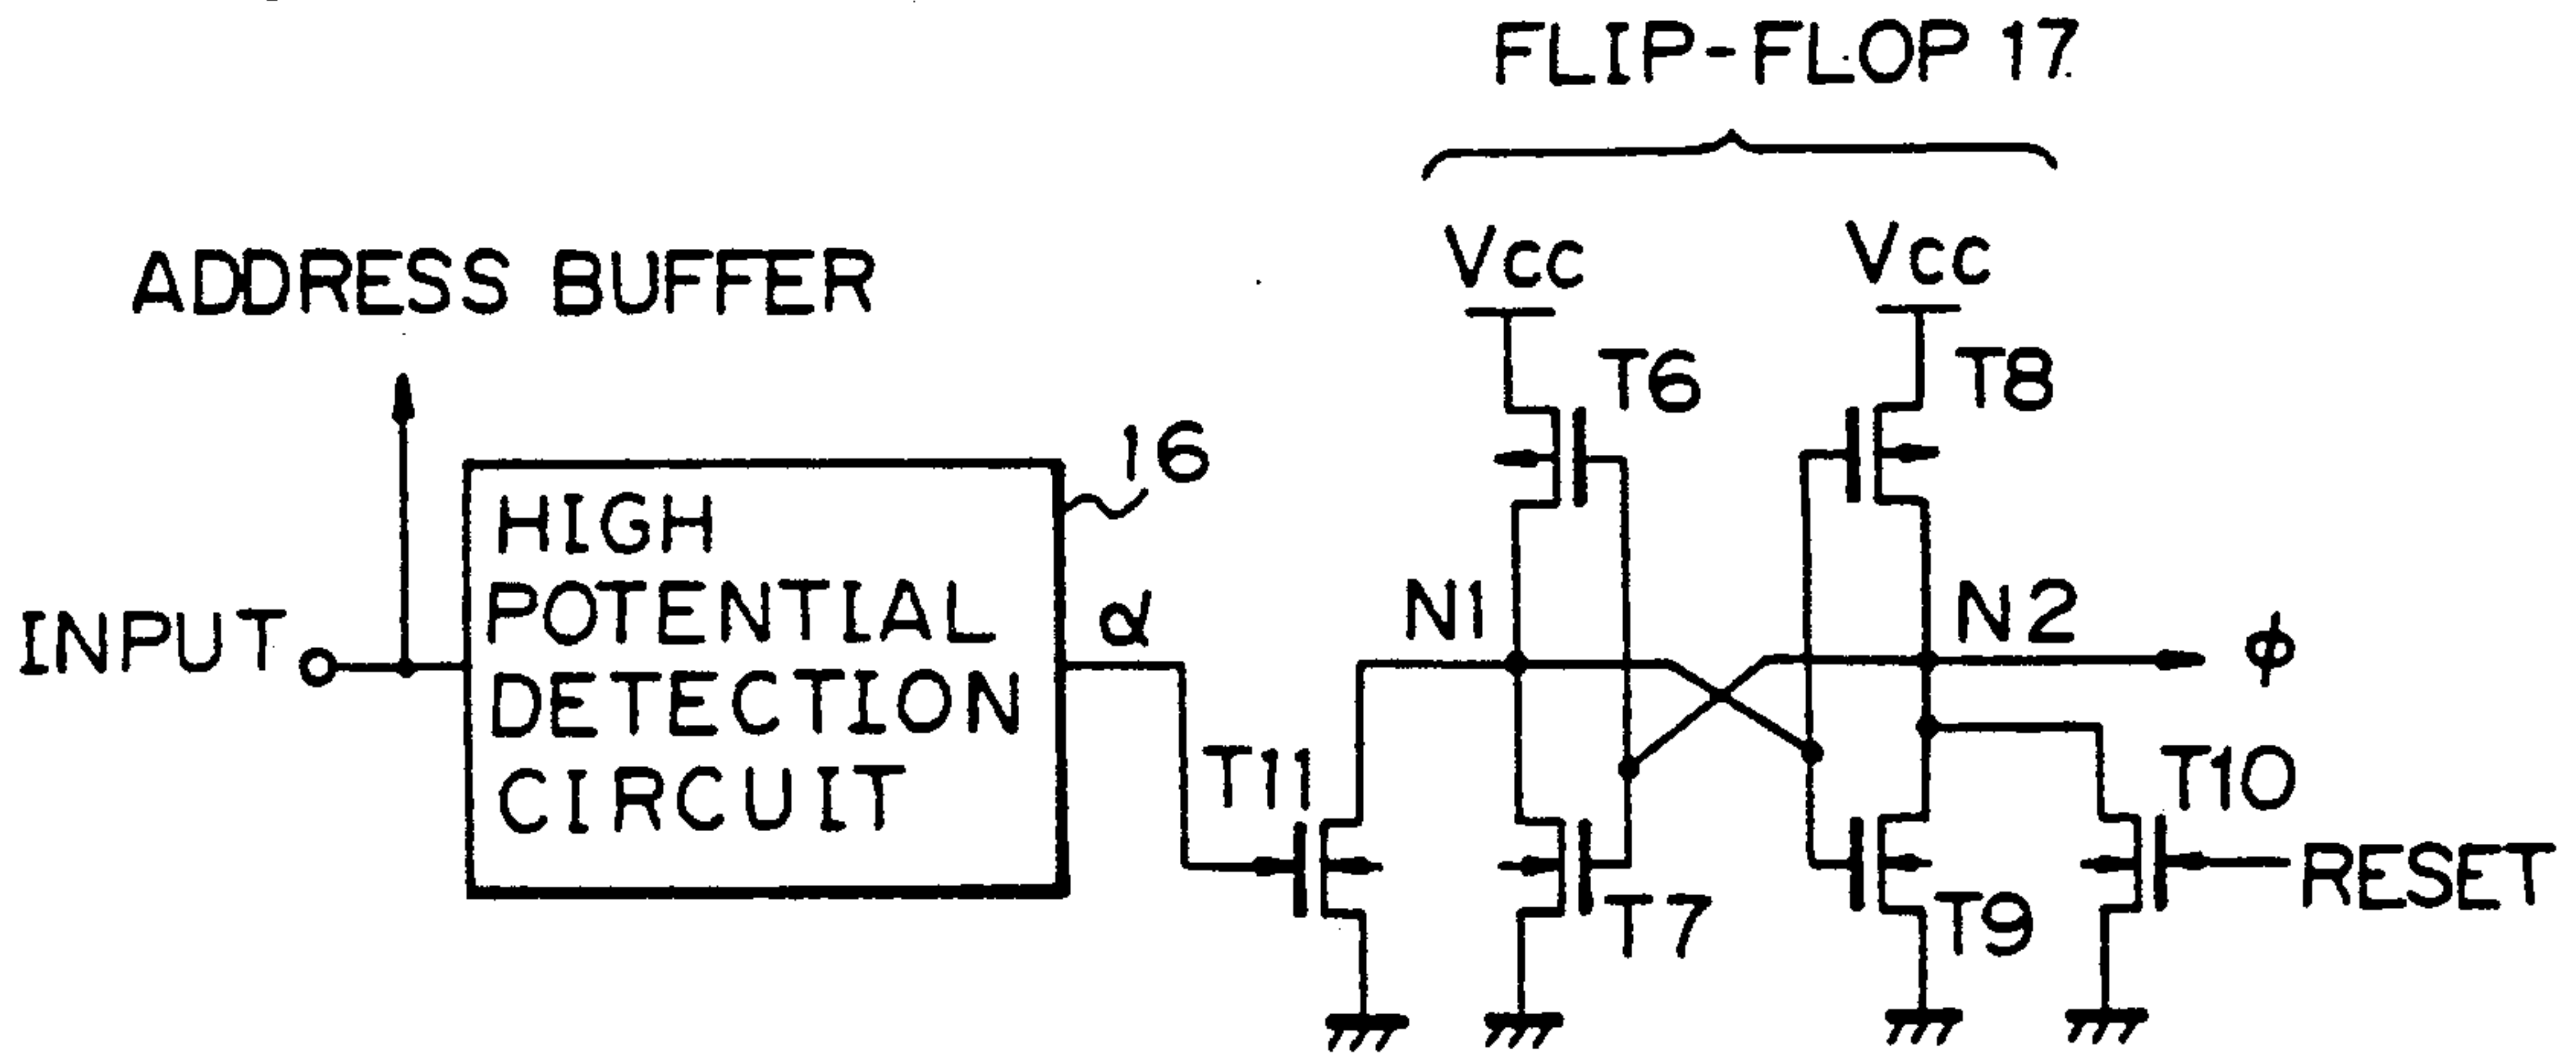 FLIP-FLOP 17
Vcc
Vcc
ADDRESS BUFFER
T6
T8
16
HIGH
POTENTIAL
DETECTION
CIRCUIT
INPUT
α
N1
N2
ϕ
T11
T10
RESET
T7
T9